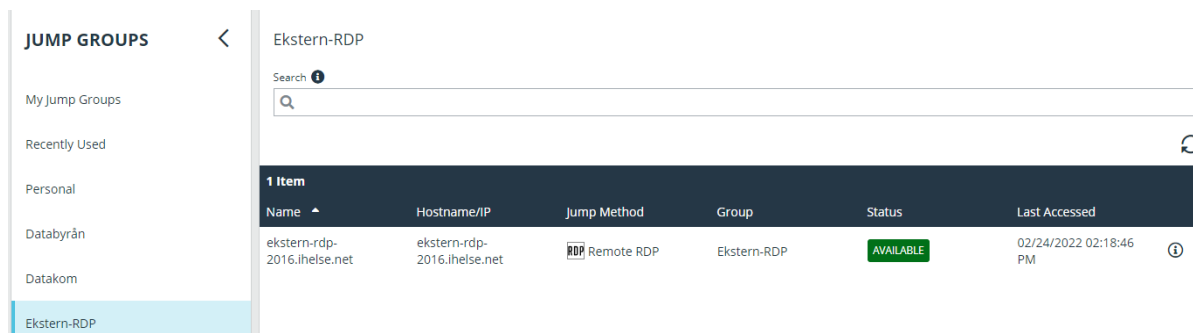 JUMP GROUPS
My Jump Groups
Recently Used
Personal
Databyrån
Datakom
Ekstern-RDP
Ekstern-RDP
Search
1 Item
Name Hostname/IP Jump Method Group Status Last Accessed
ekstern-rdp-2016.ihelse.net ekstern-rdp-2016.ihelse.net RDP Remote RDP Ekstern-RDP AVAILABLE 02/24/2022 02:18:46 PM